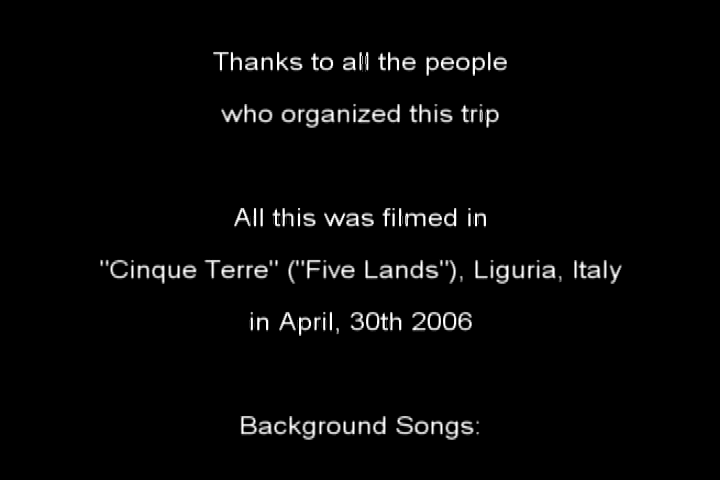 Thanks to all the people
who organized this trip
All this was filmed in
"Cinque Terre" ("Five Lands"), Liguria, Italy
in April, 30th 2006
Background Songs: